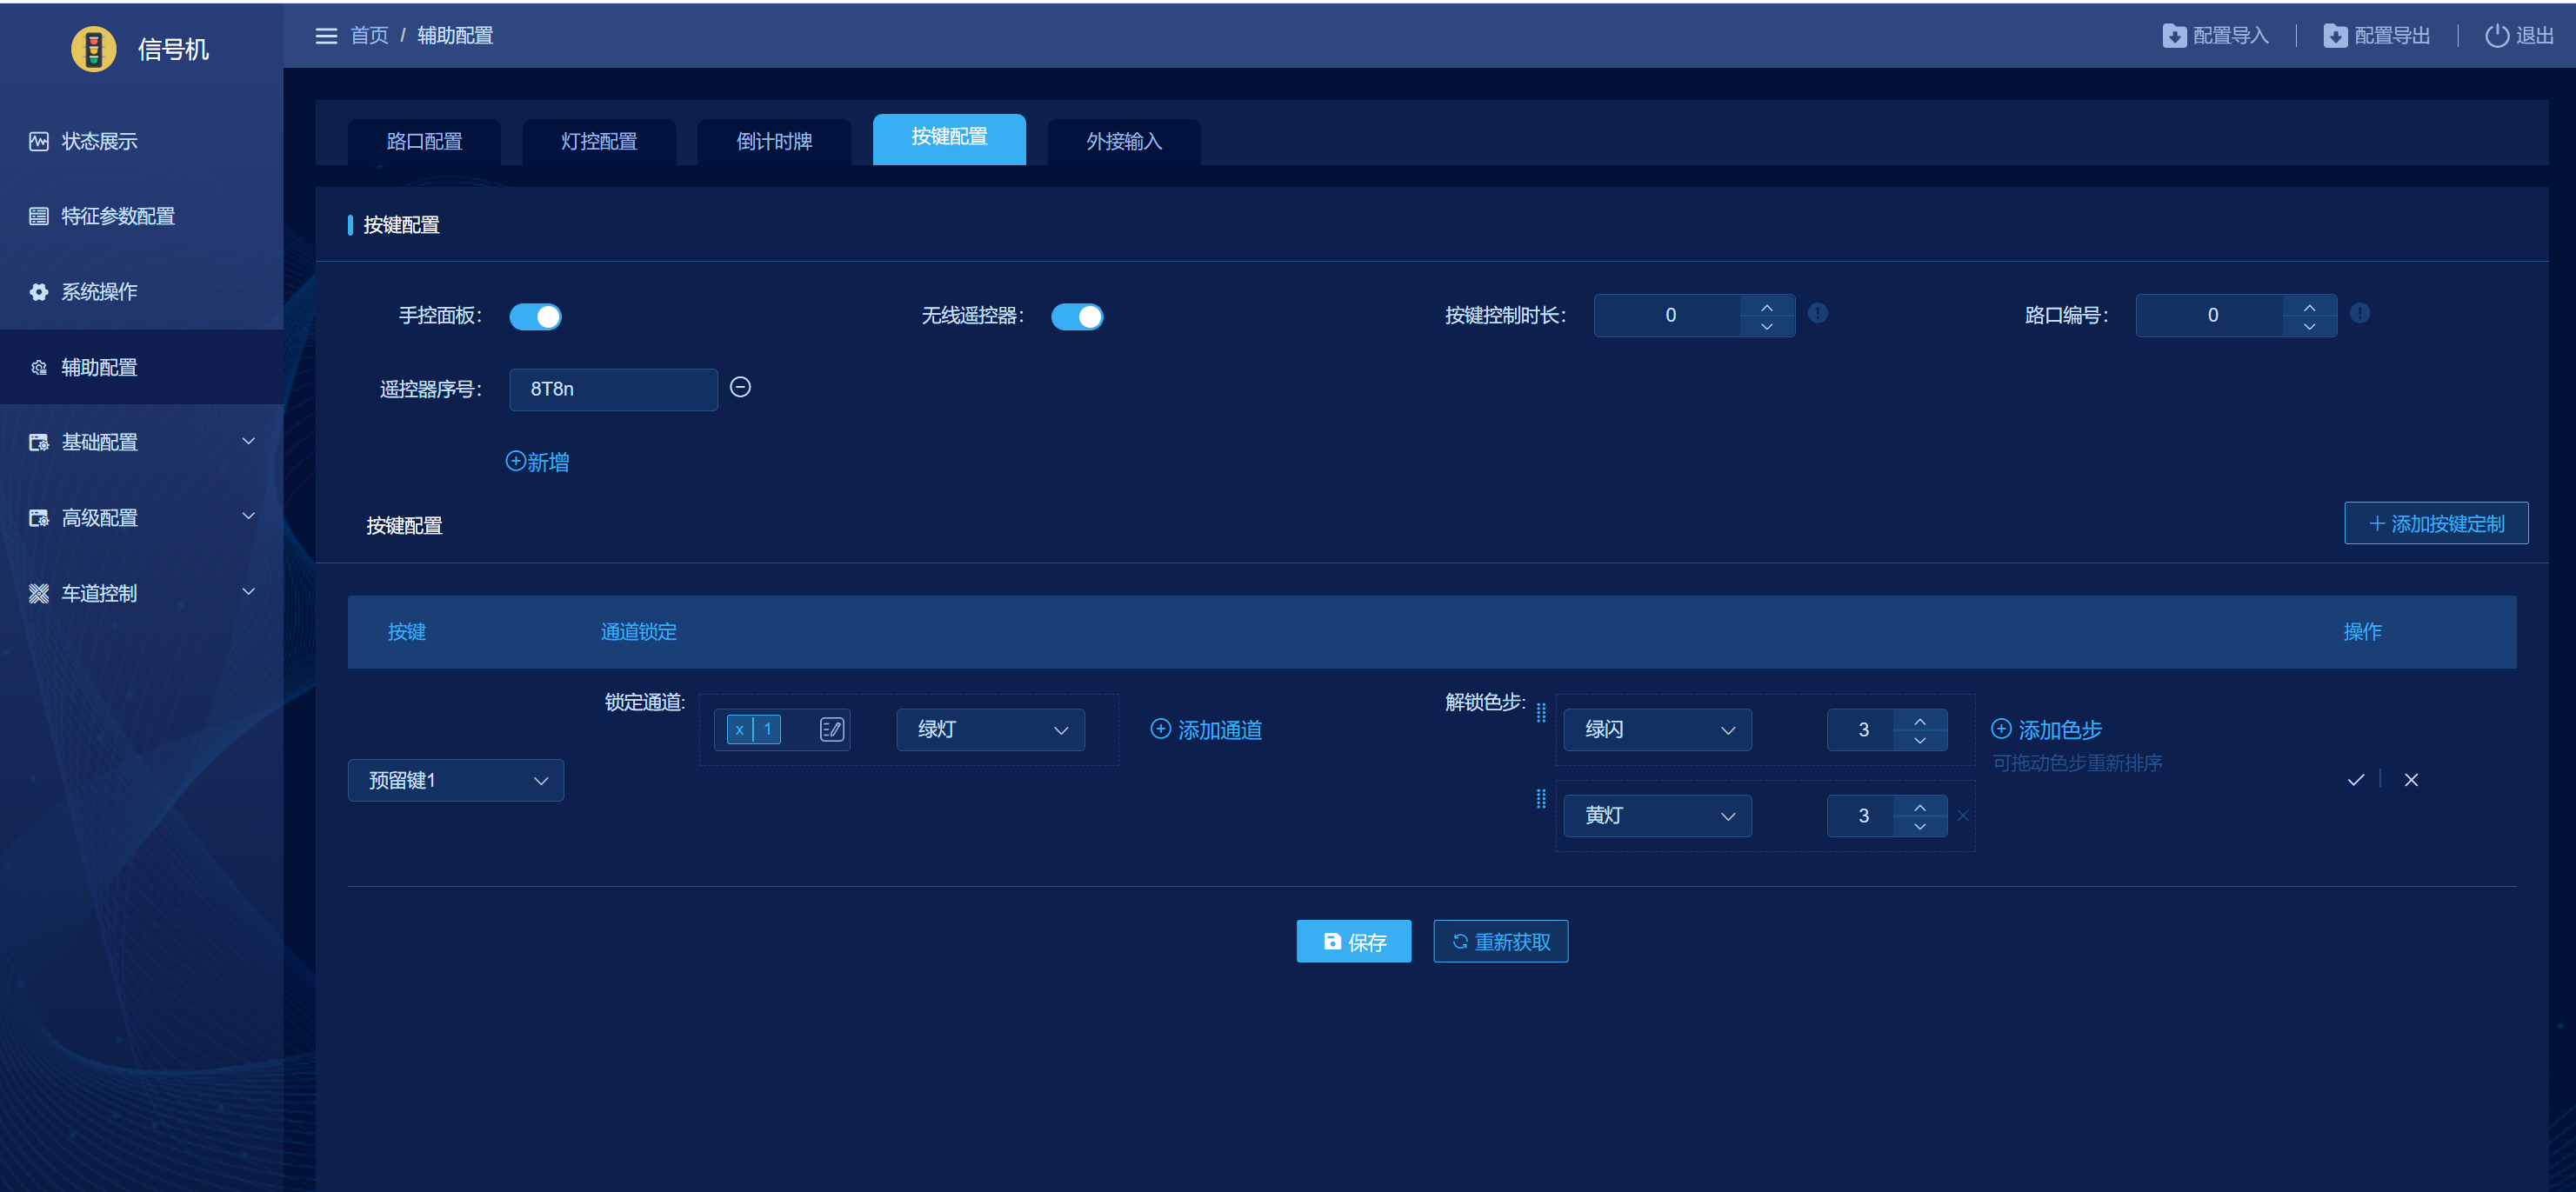 信号机
首页 / 辅助配置
配置导入
配置导出
退出
状态展示
特征参数配置
系统操作
辅助配置
基础配置
高级配置
车道控制
路口配置
灯控配置
倒计时牌
按键配置
外接输入
按键配置
手控面板:
无线遥控器:
按键控制时长: 0
路口编号: 0
遥控器序号: 8T8n
新增
按键配置
添加按键定制
按键 通道锁定 操作
锁定通道: x 1 绿灯 添加通道
解锁色步: 绿闪 3 添加色步
可拖动色步重新排序
预留键1
黄灯 3
保存
重新获取